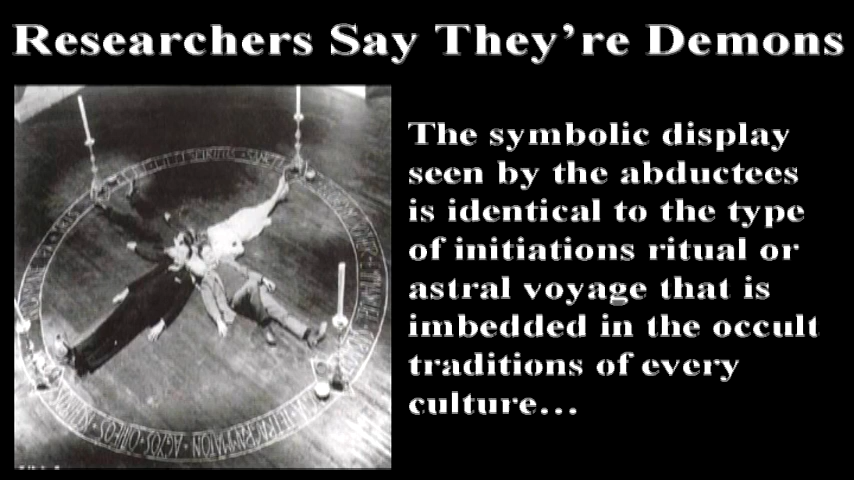 Researchers Say They're Demons
The symbolic display
seen by the abductees
is identical to the type
of initiations ritual or
astral voyage that is
imbedded in the occult
traditions of every
culture...